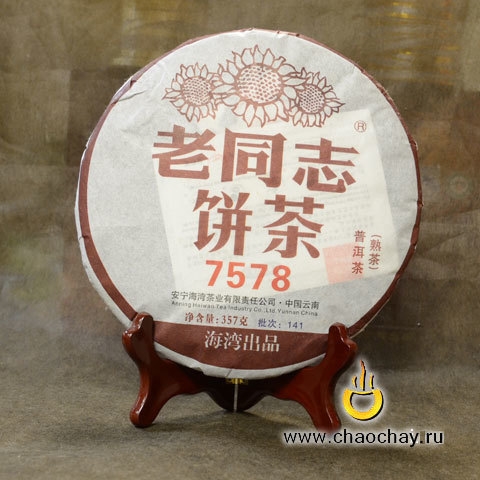 ®
老同志
饼茶
普洱茶
(熟茶)
7578
安宁海湾茶业有限责任公司·中国云南
Anning Haiwan Tea Industry Co.,Ltd.Yunnan China
净含量:357克 批次: 141
海湾出品
www.chaochay.ru